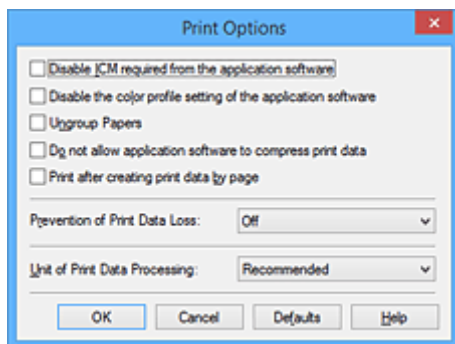 Print Options
Disable ICM required from the application software
Disable the color profile setting of the application software
Ungroup Papers
Do not allow application software to compress print data
Print after creating print data by page
Prevention of Print Data Loss: Off
Unit of Print Data Processing: Recommended
OK Cancel Defaults Help